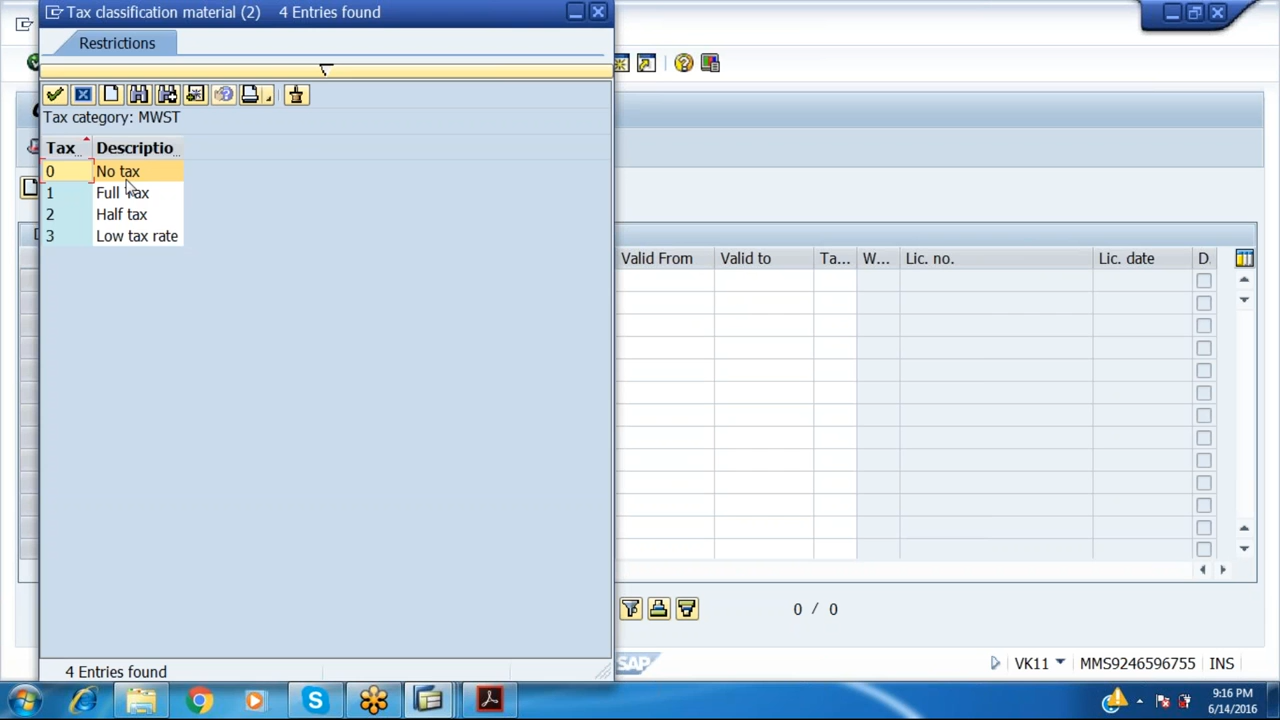 Tax classification material (2) 4 Entries found
Restrictions
Tax category: MWST
Tax... Descriptio...
0 No tax
1 Full tax
2 Half tax
3 Low tax rate
Valid From Valid to Ta... W... Lic. no. Lic. date D
0 / 0
4 Entries found
SAP VK11 MMS9246596755 INS
9:16 PM
6/14/2016